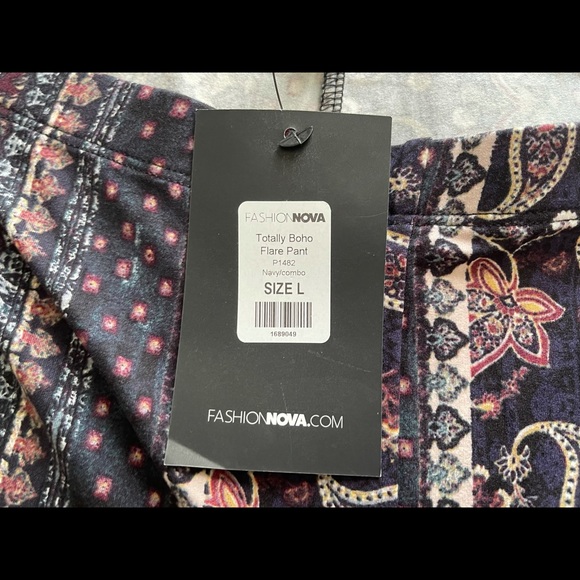 FASHIONNOVA
Totally Boho
Flare Pant
P1482
Navy/combo
SIZE L
1689049
FASHIONNOVA.COM